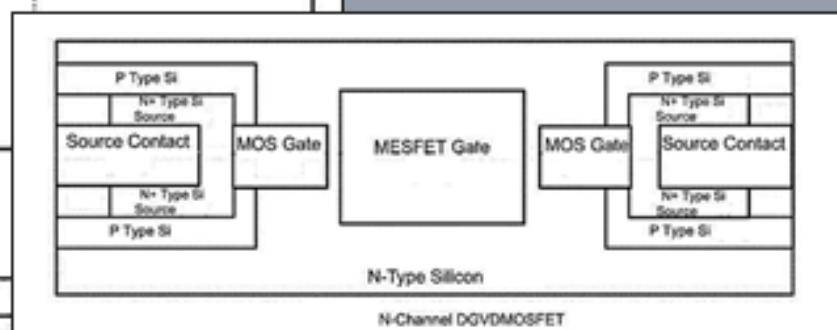 P Type Si
P Type Si
N+ Type Si
Source
N+ Type Si
Source
Source Contact
MOS Gate
MESFET Gate
MOS Gate
Source Contact
N+ Type Si
Source
N+ Type Si
Source
P Type Si
P Type Si
N-Type Silicon
N-Channel DGVDMOSFET